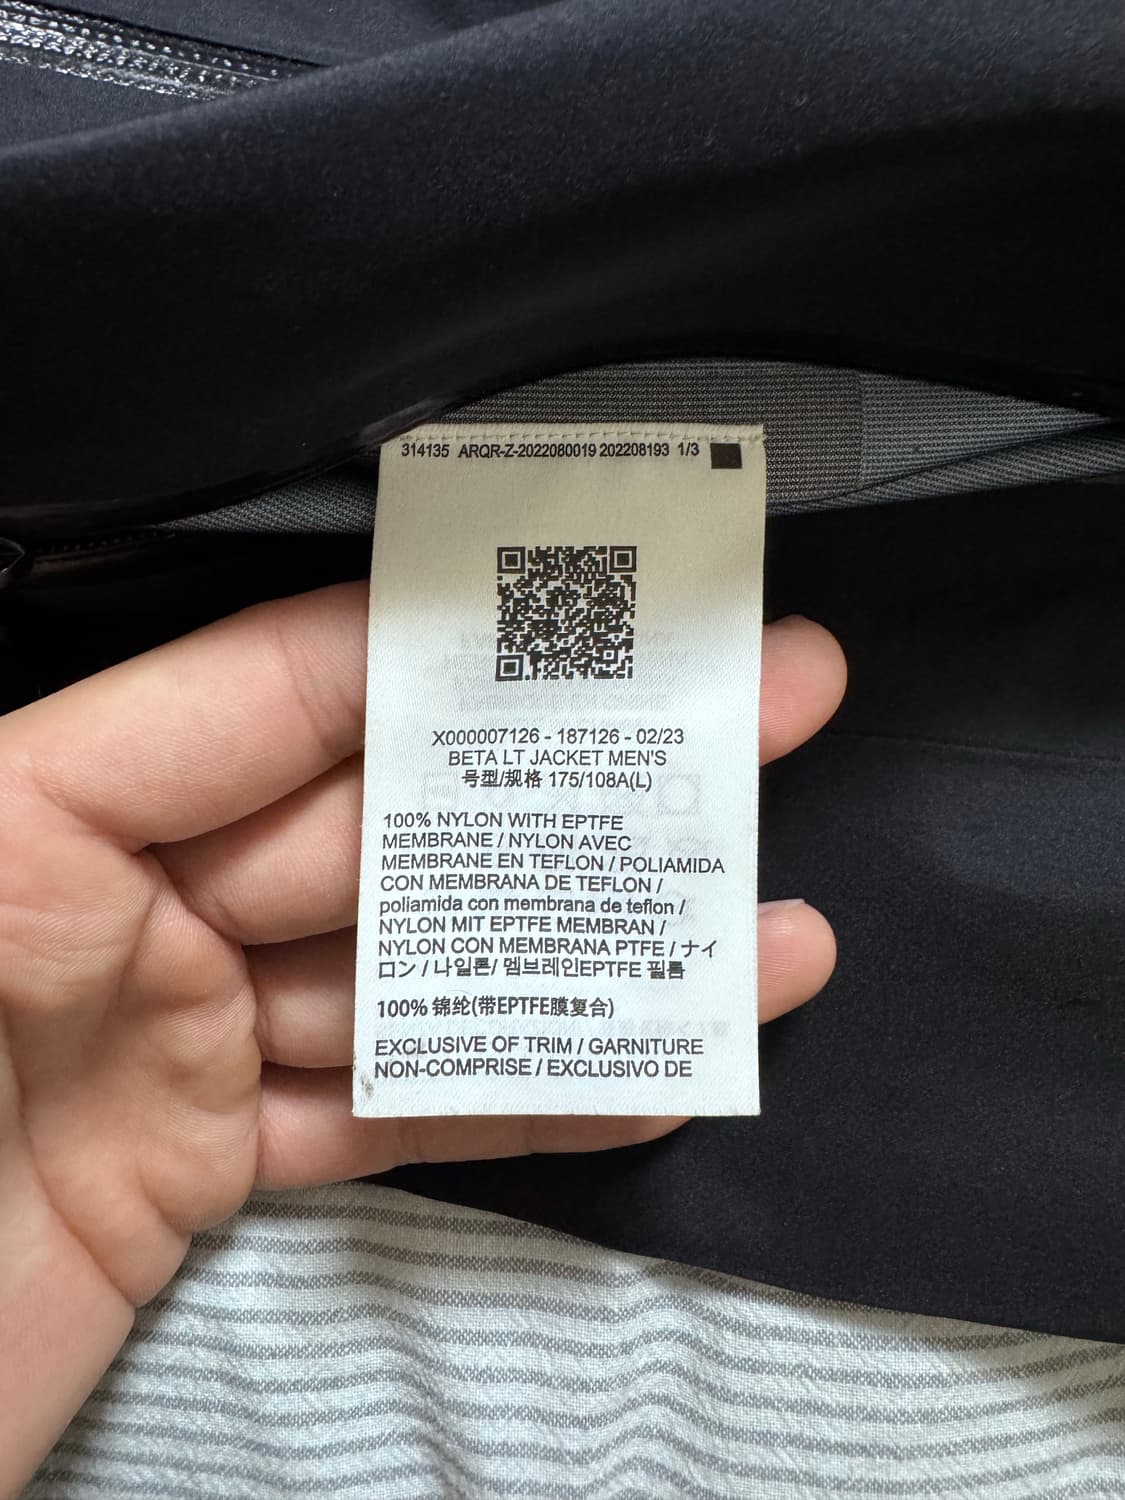 314135 ARQR-Z-2022080019 202208193 1/3
X000007126 - 187126 - 02/23
BETA LT JACKET MEN'S
号型/规格 175/108A(L)
100% NYLON WITH EPTFE
MEMBRANE / NYLON AVEC
MEMBRANE EN TEFLON / POLIAMIDA
CON MEMBRANA DE TEFLON /
poliamida con membrana de teflon /
NYLON MIT EPTFE MEMBRAN /
NYLON CON MEMBRANA PTFE / ナイ
ロン / 나일론/ 멤브레인EPTFE 필름
100% 锦纶(带EPTFE膜复合)
EXCLUSIVE OF TRIM / GARNITURE
NON-COMPRISE / EXCLUSIVO DE